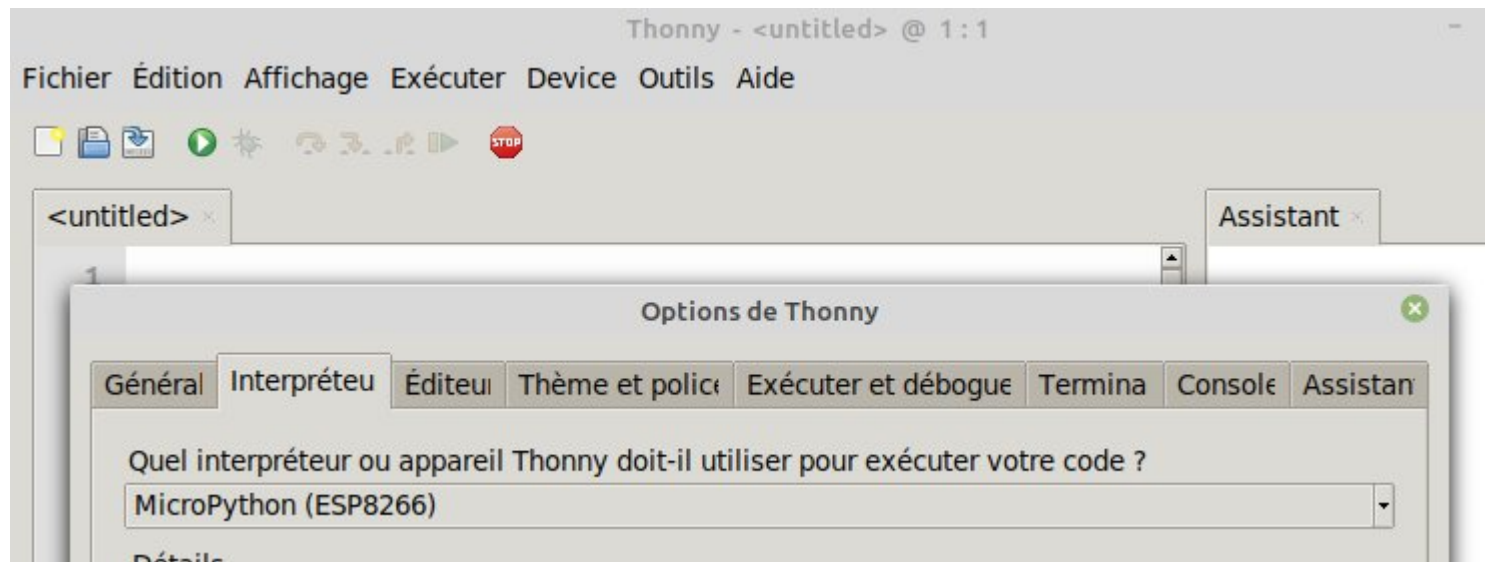 Thonny - <untitled> @ 1:1
Fichier Édition Affichage Exécuter Device Outils Aide
STOP
<untitled> Assistant
1
Options de Thonny
Général Interpréteu Éditeu Thème et police Exécuter et débogue Termina Console Assistan
Quel interpréteur ou appareil Thonny doit-il utiliser pour exécuter votre code ?
MicroPython (ESP8266)
Détails